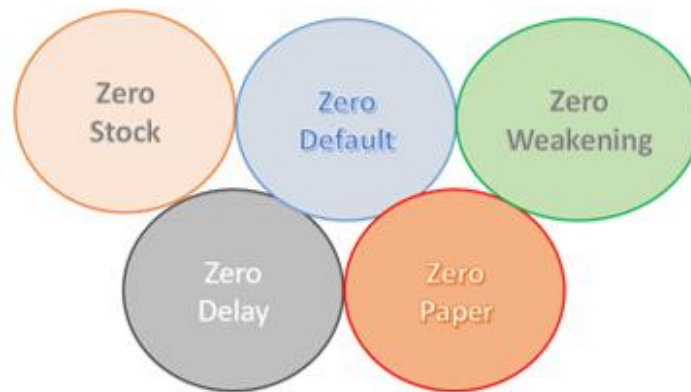 Zero
Stock
Zero
Default
Zero
Weakening
Zero
Delay
Zero
Paper